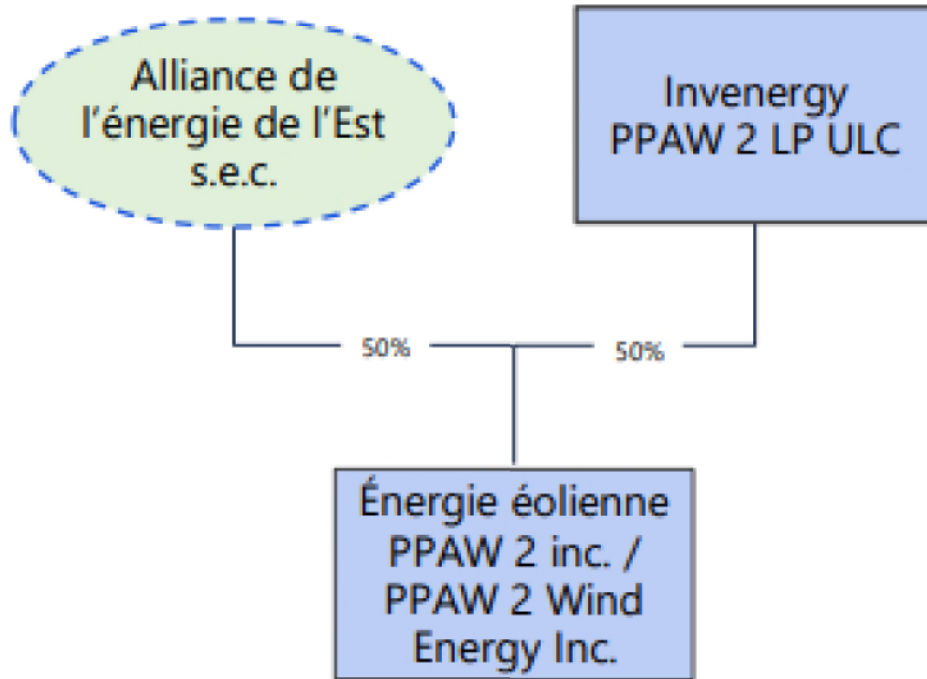 Alliance de
l'énergie de l'Est
s.e.c.
Invenergy
PPAW 2 LP ULC
50%
50%
Énergie éolienne
PPAW 2 inc. /
PPAW 2 Wind
Energy Inc.